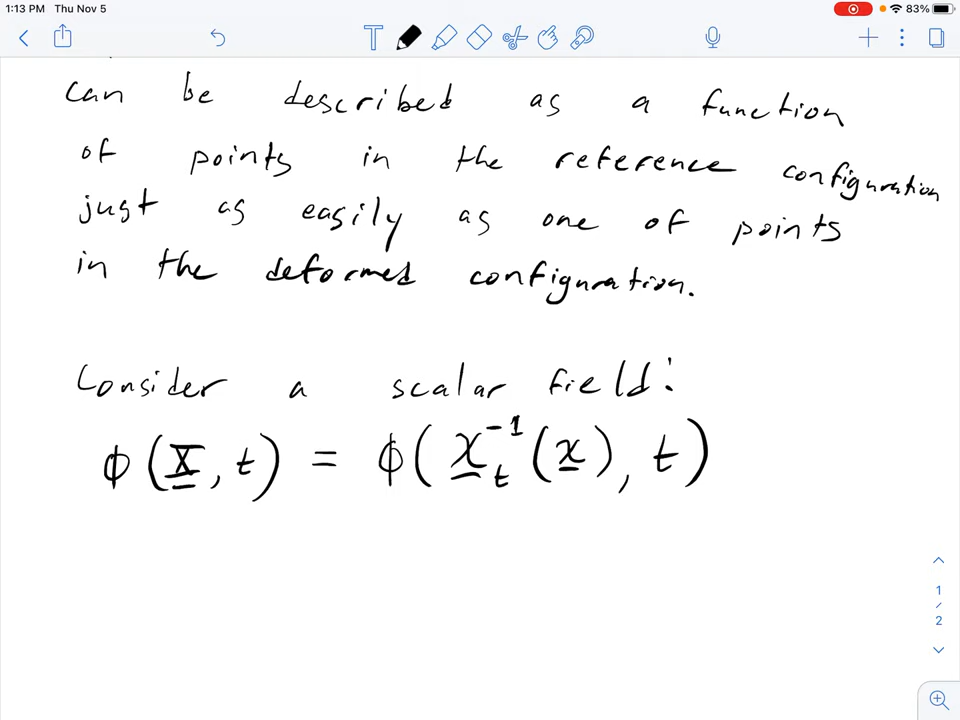 1:13 PM Thu Nov 5
83%
can be described as a function
of points in the reference configuration
just as easily as one of points
in the deformed configuration.
Consider a scalar field:
ϕ(X̲, t) = ϕ(χ̲ₜ⁻¹(x̲), t)
1
/
2